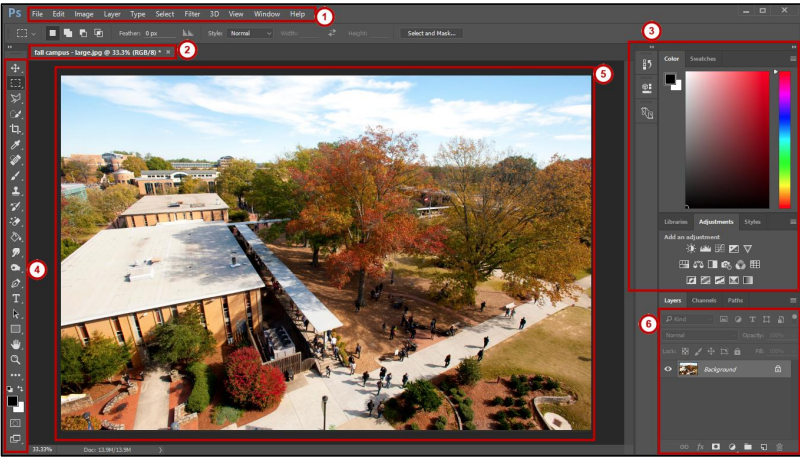 Ps File Edit Image Layer Type Select Filter 3D View Window Help
1
Feather: 0 px Style: Normal Width: Height: Select and Mask...
2
3
fall campus - large.jpg @ 33.3% (RGB/8) * ×
Color Swatches
5
4
Libraries Adjustments Styles
Add an adjustment
Layers Channels Paths
6
Kind
Normal Opacity: 100%
Lock: Fill: 100%
Background
fx
33.33% Doc: 13.9M/13.9M